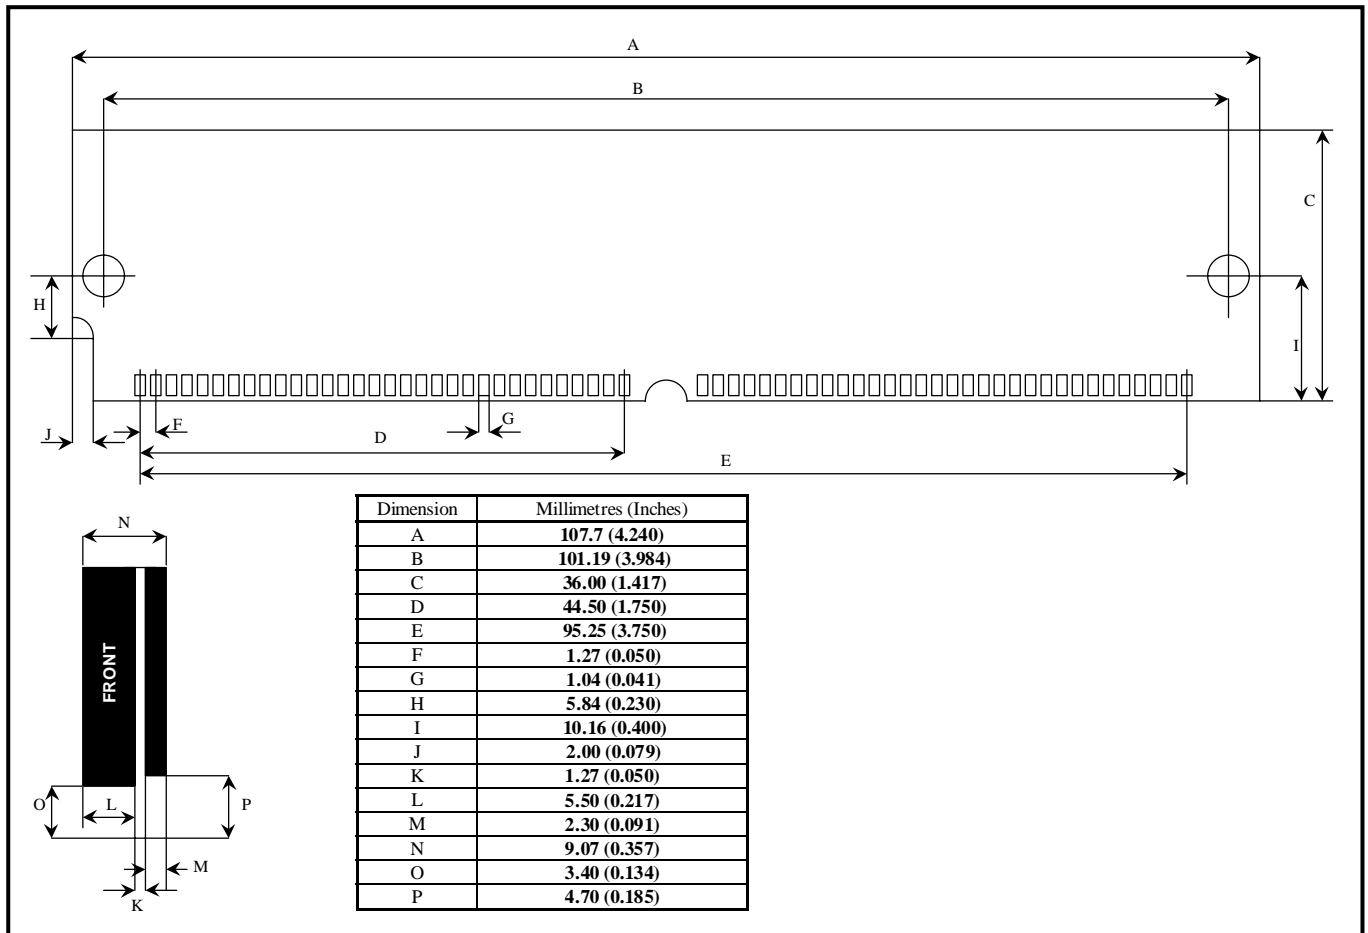 A
B
C
H
I
J
F
G
D
E
N
FRONT
O
L
P
M
K
Dimension Millimetres (Inches)
A 107.7 (4.240)
B 101.19 (3.984)
C 36.00 (1.417)
D 44.50 (1.750)
E 95.25 (3.750)
F 1.27 (0.050)
G 1.04 (0.041)
H 5.84 (0.230)
I 10.16 (0.400)
J 2.00 (0.079)
K 1.27 (0.050)
L 5.50 (0.217)
M 2.30 (0.091)
N 9.07 (0.357)
O 3.40 (0.134)
P 4.70 (0.185)